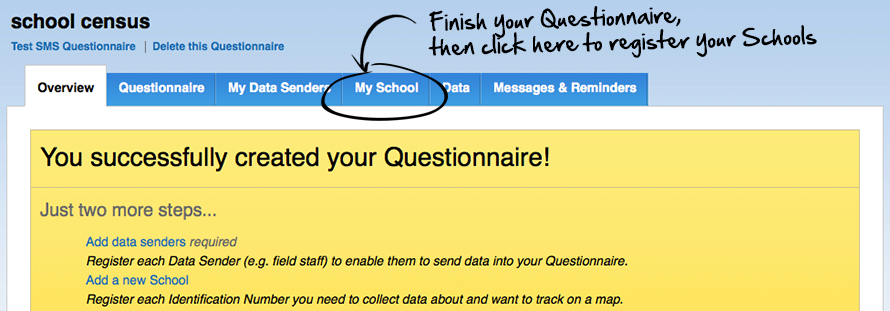 school census
Finish your Questionnaire,
then click here to register your Schools
Test SMS Questionnaire | Delete this Questionnaire
Overview Questionnaire My Data Senders My School Data Messages & Reminders
You successfully created your Questionnaire!
Just two more steps...
Add data senders required
Register each Data Sender (e.g. field staff) to enable them to send data into your Questionnaire.
Add a new School
Register each Identification Number you need to collect data about and want to track on a map.